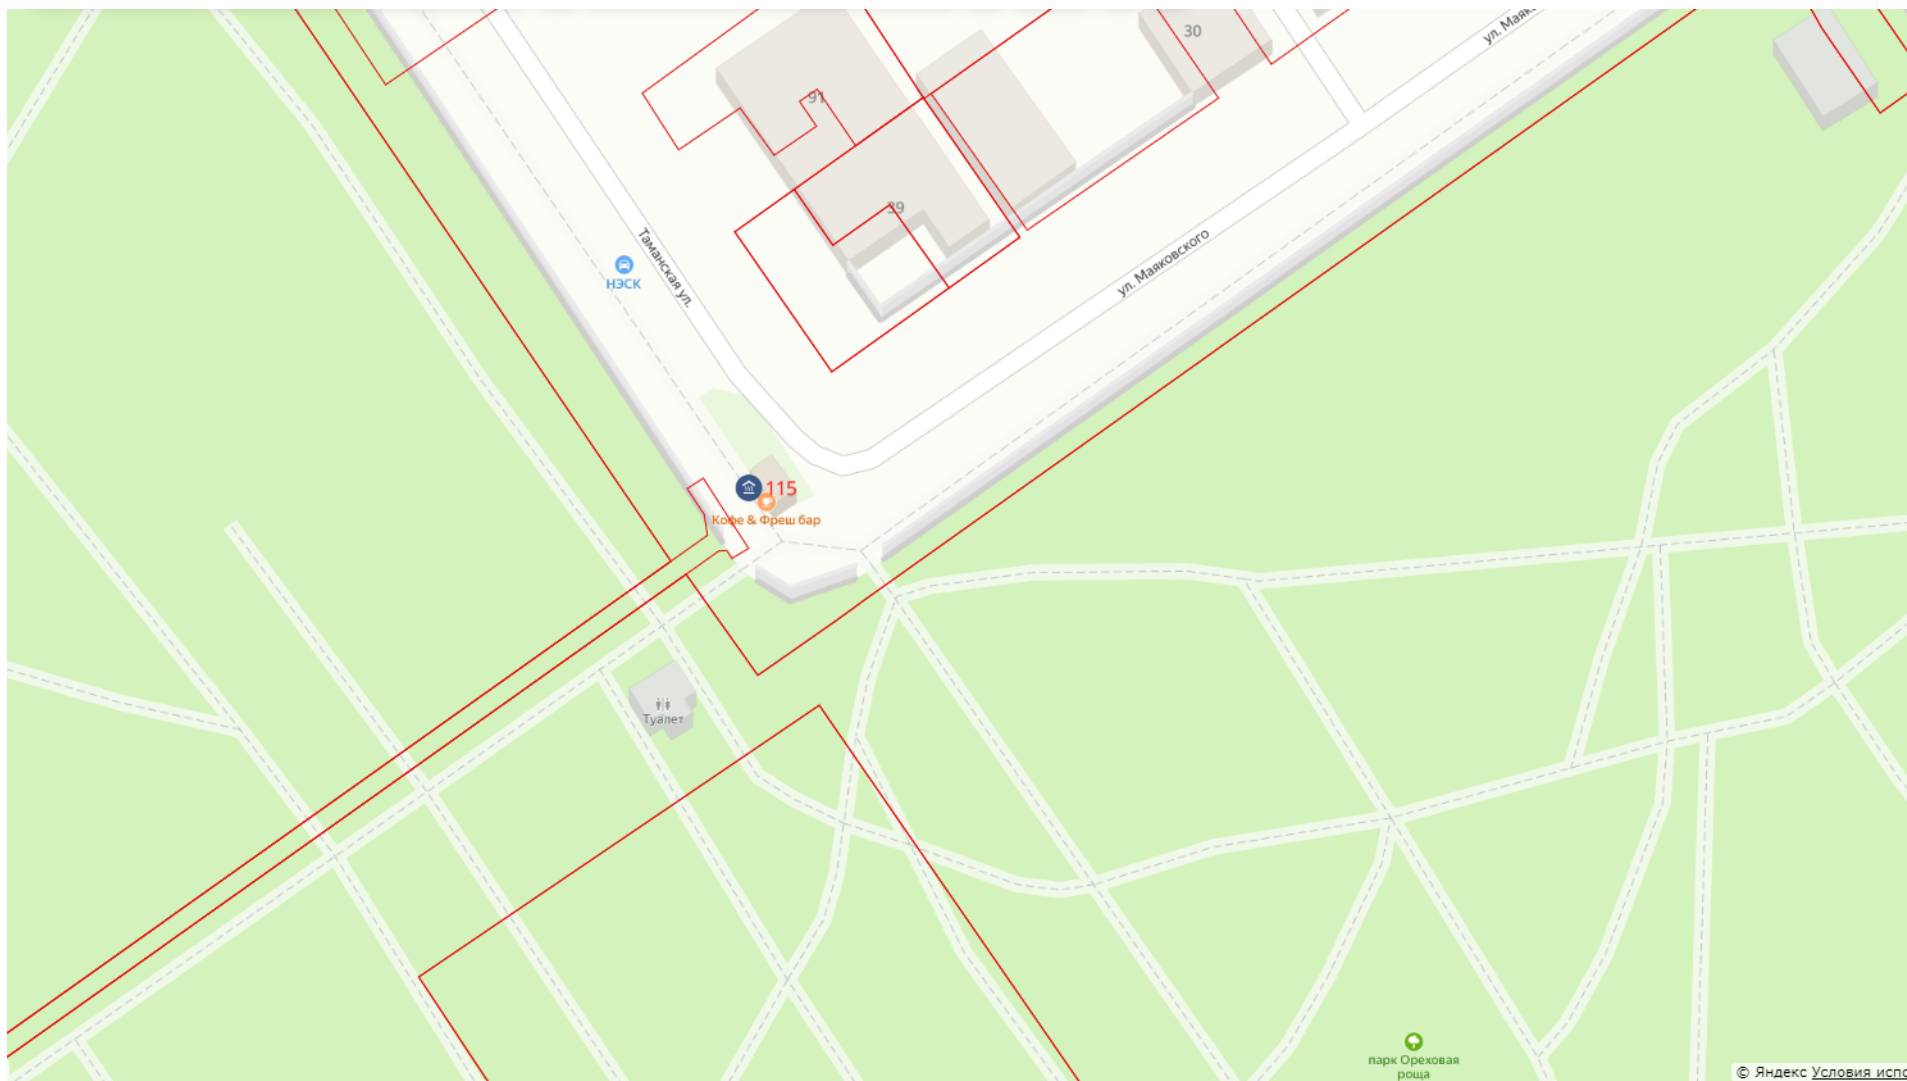 30
ул. Маяк
91
39
Таманская ул.
ул. Маяковского
НЭСК
115
Кофе & Фреш бар
Туалет
парк Ореховая
роща
© Яндекс Условия испо